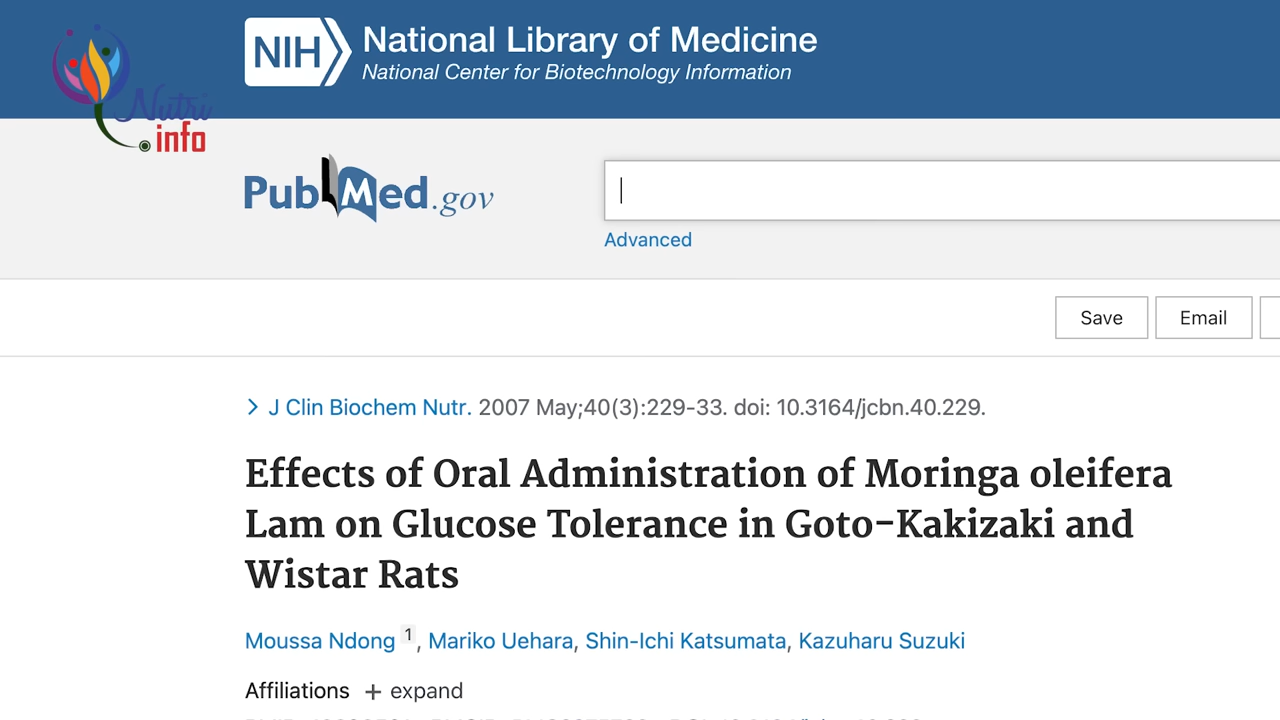 NIH National Library of Medicine
National Center for Biotechnology Information
Nutri
info
PubMed.gov
Advanced
Save Email
J Clin Biochem Nutr. 2007 May;40(3):229-33. doi: 10.3164/jcbn.40.229.
Effects of Oral Administration of Moringa oleifera
Lam on Glucose Tolerance in Goto-Kakizaki and
Wistar Rats
Moussa Ndong 1, Mariko Uehara, Shin-Ichi Katsumata, Kazuharu Suzuki
Affiliations + expand